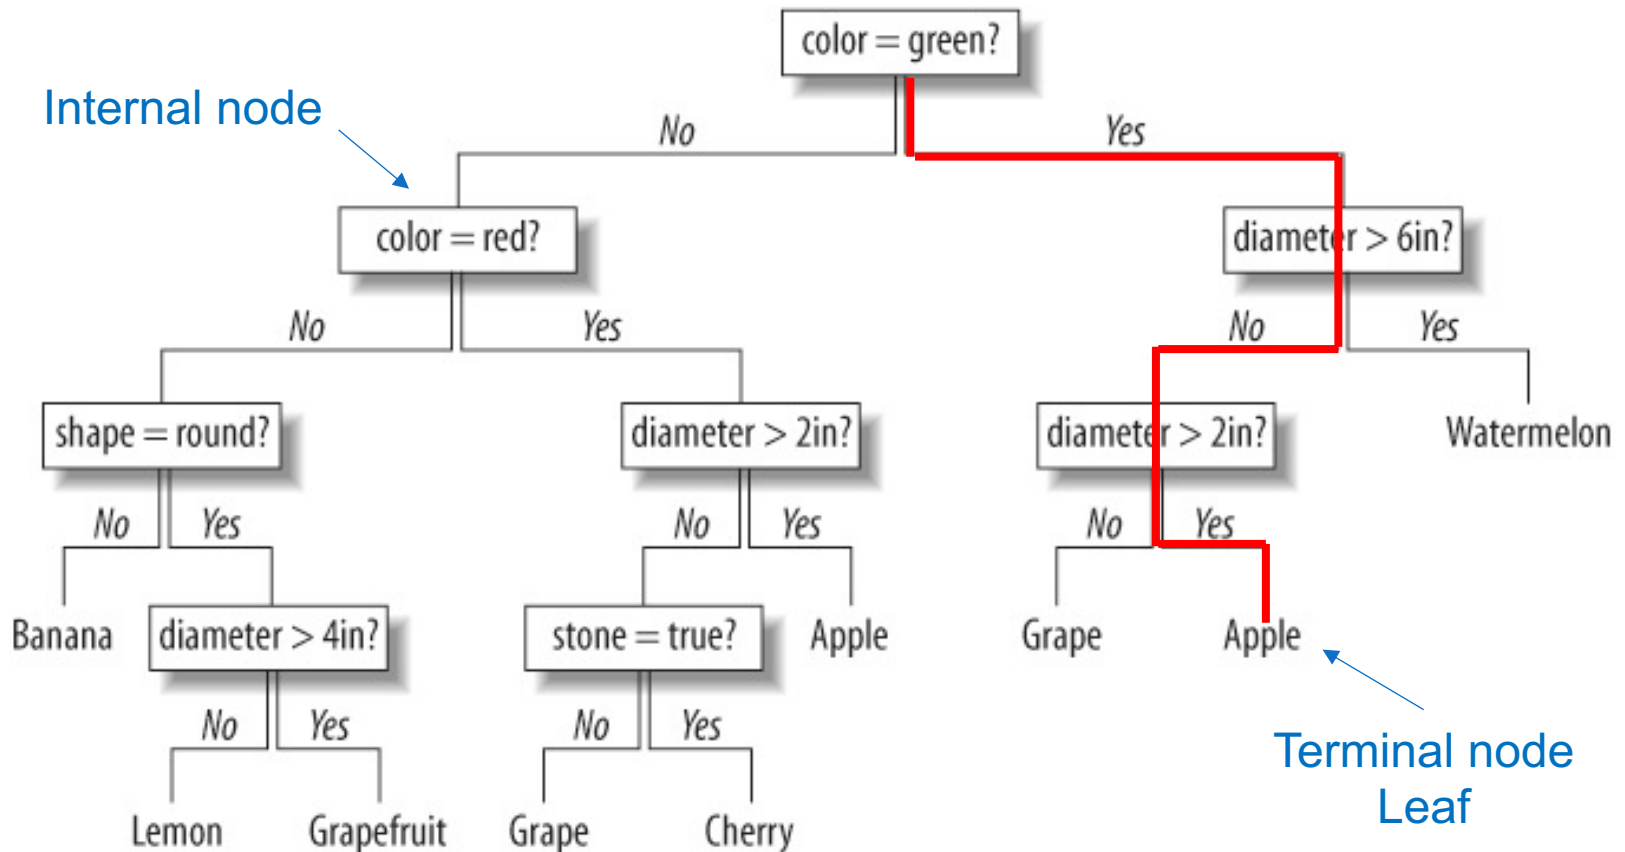 color = green?
Internal node
No
Yes
color = red?
diameter > 6in?
No
Yes
No
Yes
shape = round?
diameter > 2in?
diameter > 2in?
Watermelon
No
Yes
No
Yes
No
Yes
Banana
diameter > 4in?
stone = true?
Apple
Grape
Apple
No
Yes
No
Yes
Terminal node
Leaf
Lemon
Grapefruit
Grape
Cherry